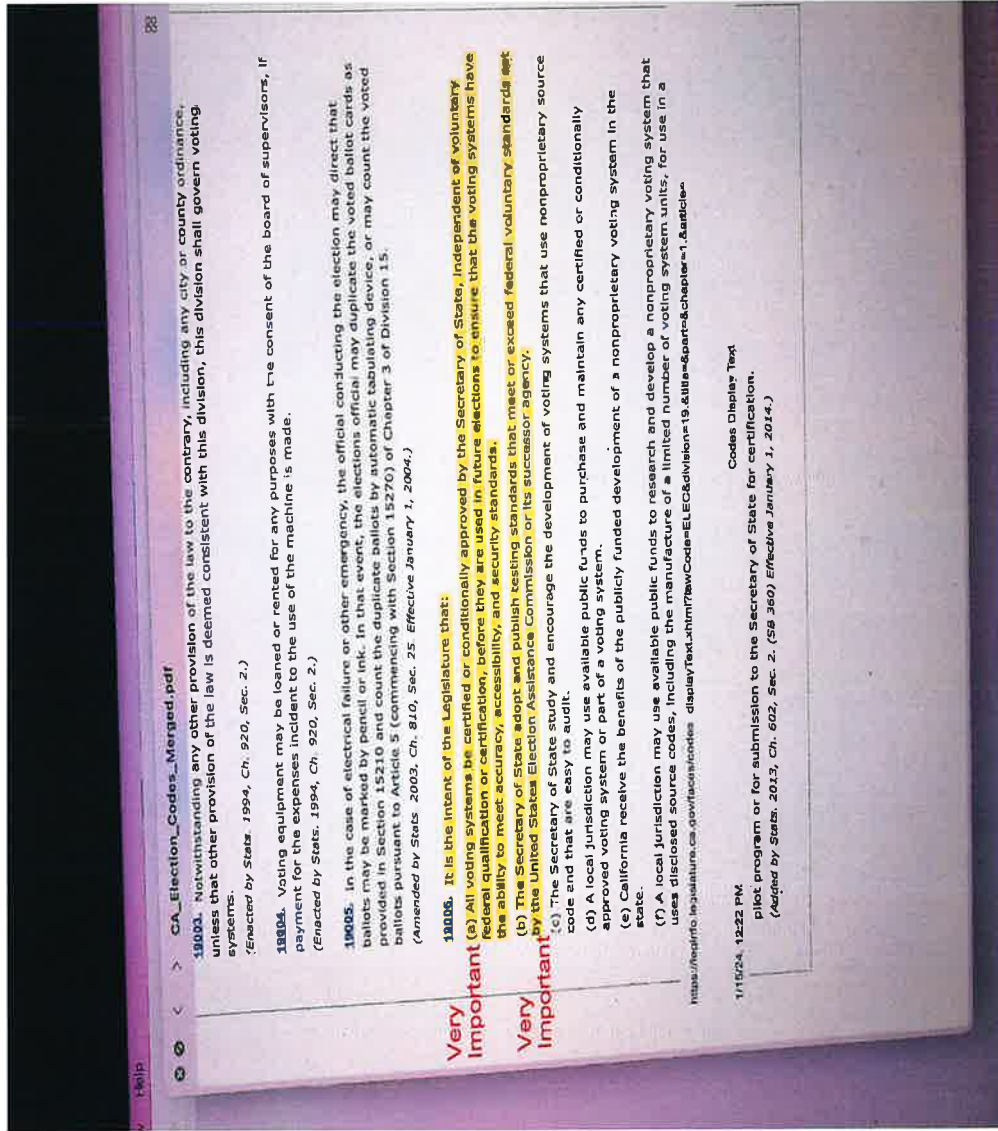 Help
CA_Election_Codes_Merged.pdf
19003. Notwithstanding any other provision of the law to the contrary, including any city or county ordinance,
unless that other provision of the law is deemed consistent with this division, this division shall govern voting
systems.
(Enacted by Stats. 1994, Ch. 920, Sec. 2.)
19004. Voting equipment may be loaned or rented for any purposes with the consent of the board of supervisors, if
payment for the expenses incident to the use of the machine is made.
(Enacted by Stats. 1994, Ch. 920, Sec. 2.)
19005. In the case of electrical failure or other emergency, the official conducting the election may direct that
ballots may be marked by pencil or ink. In that event, the elections official may duplicate the voted ballot cards as
provided in Section 15210 and count the duplicate ballots by automatic tabulating device, or may count the voted
ballots pursuant to Article 5 (commencing with Section 15270) of Chapter 3 of Division 15.
(Amended by Stats. 2003, Ch. 810, Sec. 25. Effective January 1, 2004.)
19006. It is the intent of the Legislature that:
Very
Important
(a) All voting systems be certified or conditionally approved by the Secretary of State, independent of voluntary
federal qualification or certification, before they are used in future elections to ensure that the voting systems have
the ability to meet accuracy, accessibility, and security standards.
Very
Important
(b) The Secretary of State adopt and publish testing standards that meet or exceed federal voluntary standards set
by the United States Election Assistance Commission or its successor agency.
(c) The Secretary of State study and encourage the development of voting systems that use nonproprietary source
code and that are easy to audit.
(d) A local jurisdiction may use available public funds to purchase and maintain any certified or conditionally
approved voting system or part of a voting system.
(e) California receive the benefits of the publicly funded development of a nonproprietary voting system in the
state.
(f) A local jurisdiction may use available public funds to research and develop a nonproprietary voting system that
uses disclosed source codes, including the manufacture of a limited number of voting system units, for use in a
https://leginfo.legislature.ca.gov/faces/codes_displayText.xhtml?lawCode=ELEC&division=19.&title=&part=&chapter=1.&article=
1/15/24, 12:22 PM
Codes Display Text
pilot program or for submission to the Secretary of State for certification.
(Added by Stats. 2013, Ch. 602, Sec. 2. (SB 360) Effective January 1, 2014.)